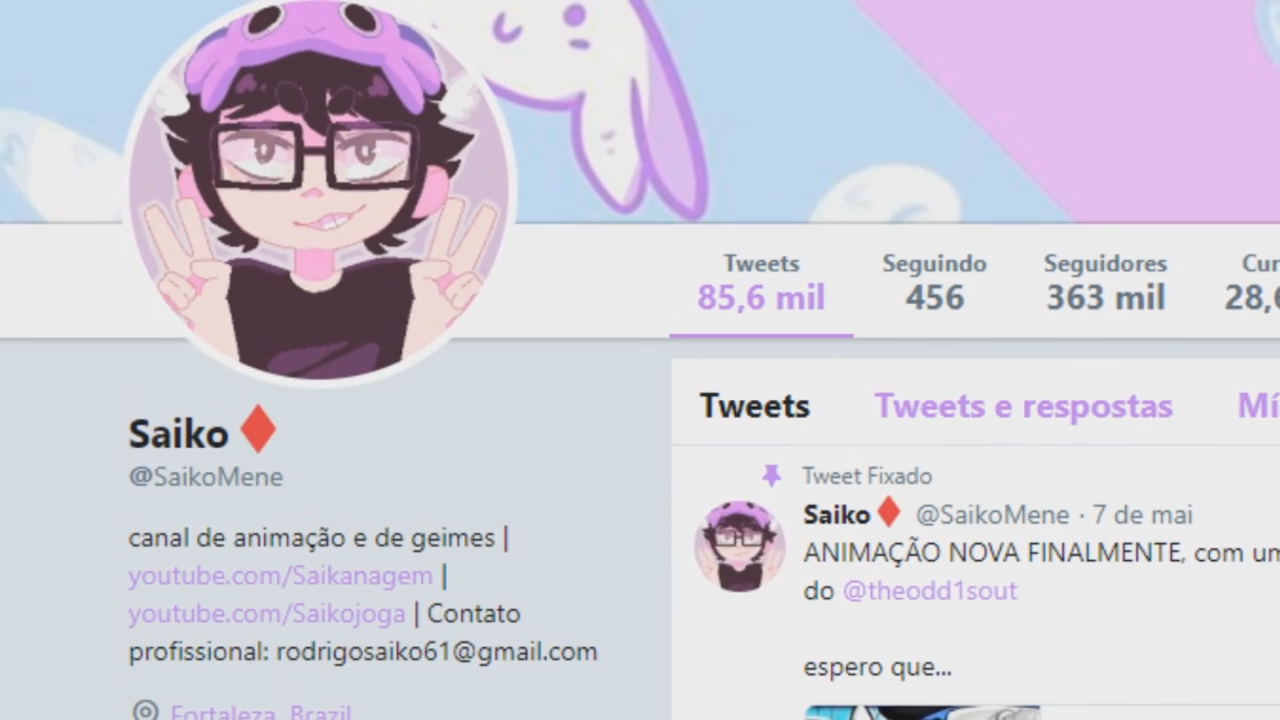 Tweets
85,6 mil
Seguindo
456
Seguidores
363 mil
Saiko
@SaikoMene
canal de animação e de geimes |
youtube.com/Saikanagem |
youtube.com/Saikojoga | Contato
profissional: rodrigosaiko61@gmail.com
Fortaleza, Brazil
Tweets
Tweets e respostas
Tweet Fixado
Saiko @SaikoMene · 7 de mai
ANIMAÇÃO NOVA FINALMENTE, com
do @theodd1sout
espero que...